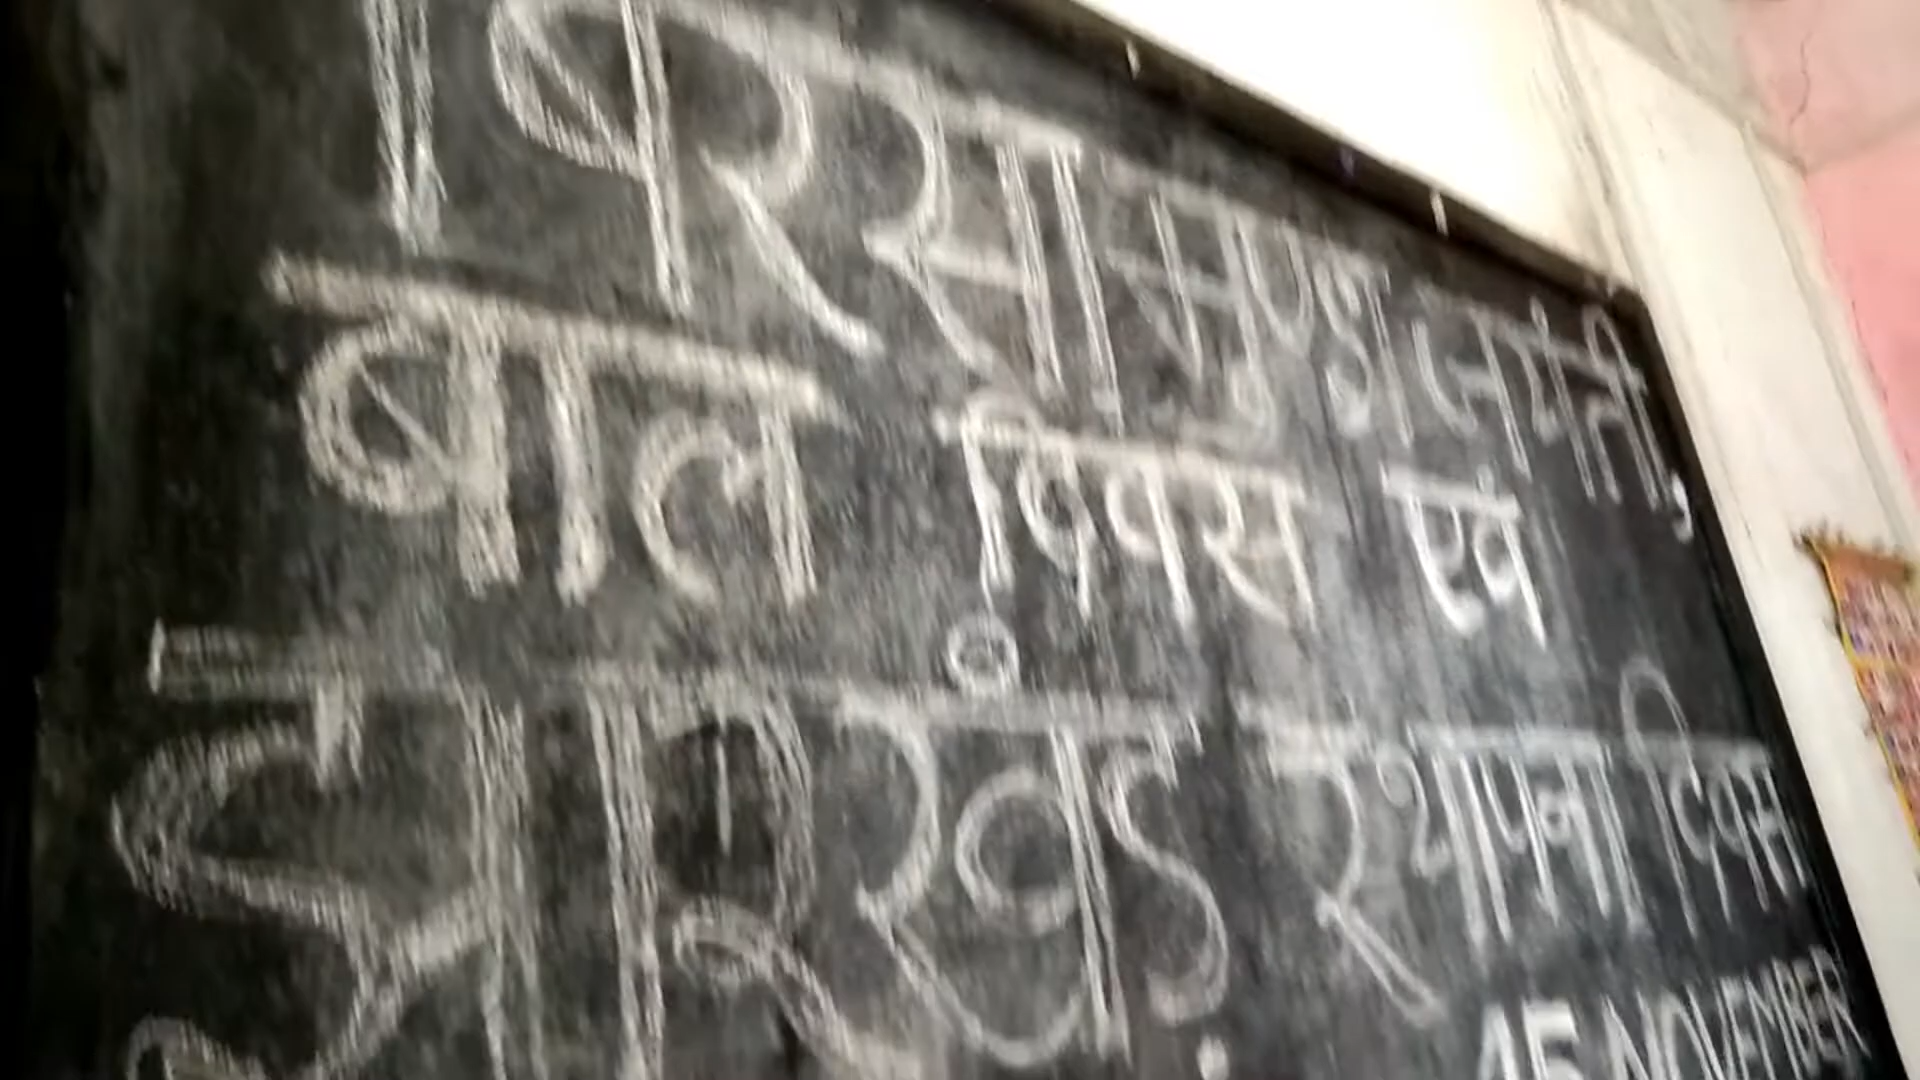 बिरसा मुण्डा जयंती,
बाल दिवस एवं
झारखंड स्थापना दिवस
15 NOVEMBER